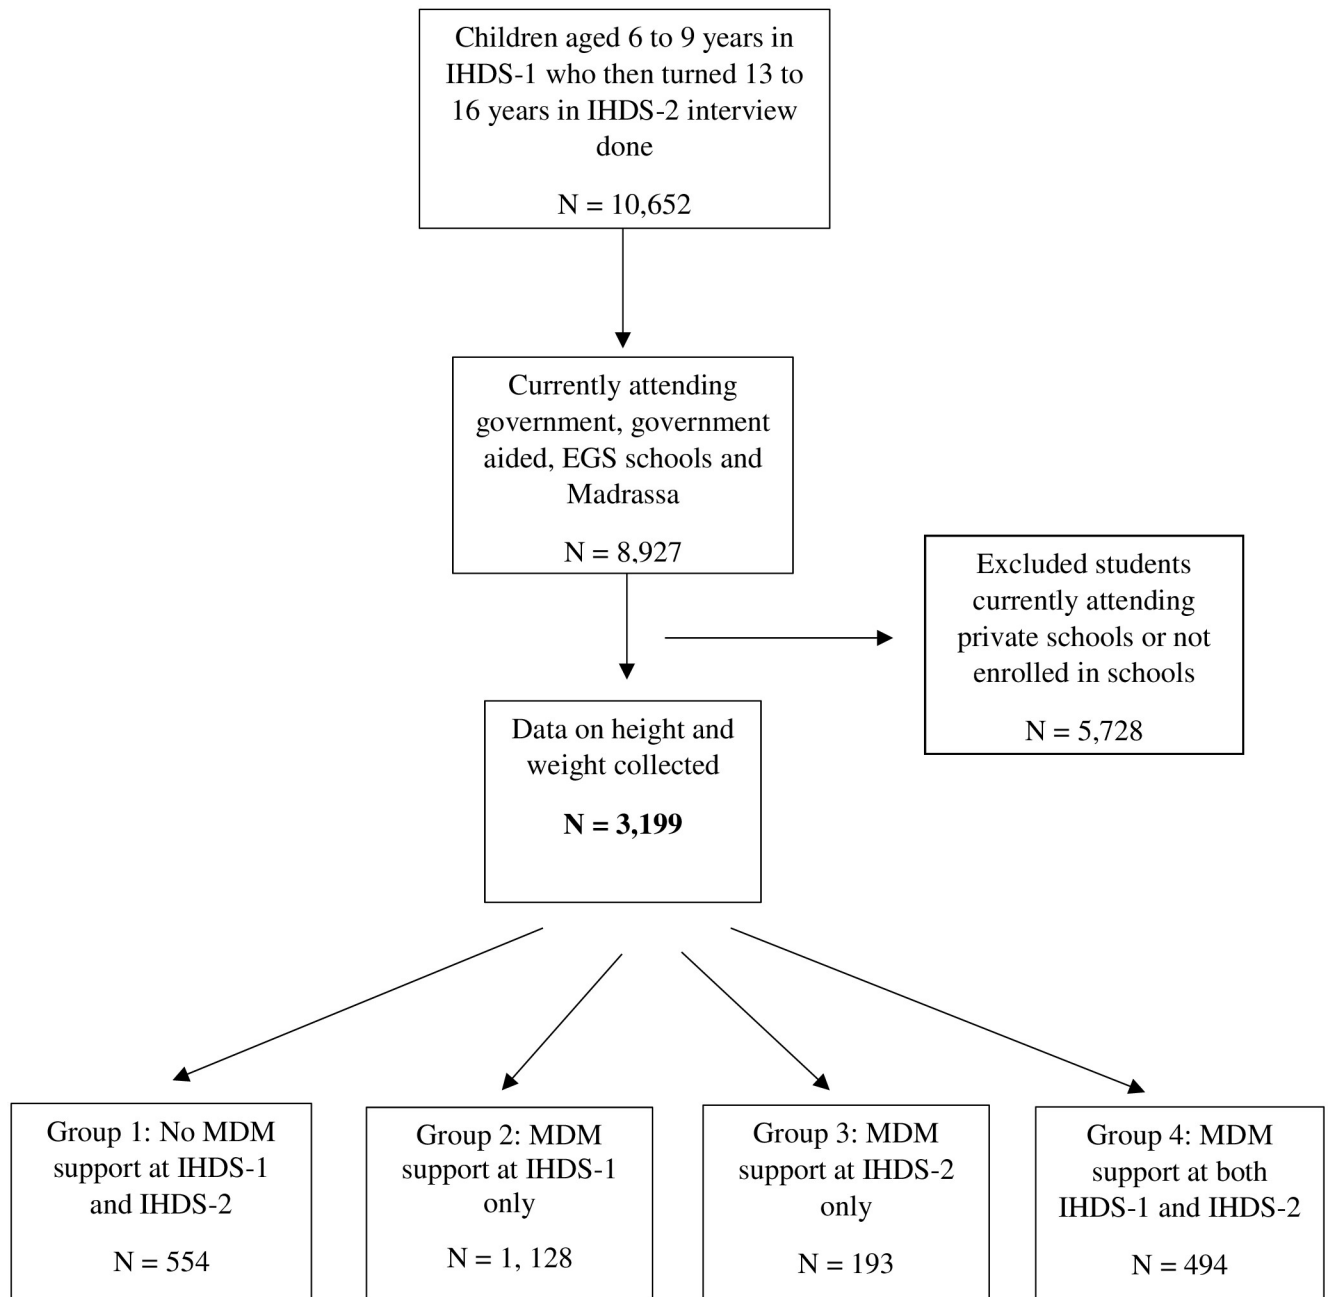 Children aged 6 to 9 years in
IHDS-1 who then turned 13 to
16 years in IHDS-2 interview
done
N = 10,652
Currently attending
government, government
aided, EGS schools and
Madrassa
N = 8,927
Excluded students
currently attending
private schools or not
enrolled in schools
N = 5,728
Data on height and
weight collected
N = 3,199
Group 1: No MDM
support at IHDS-1
and IHDS-2
N = 554
Group 2: MDM
support at IHDS-1
only
N = 1, 128
Group 3: MDM
support at IHDS-2
only
N = 193
Group 4: MDM
support at both
IHDS-1 and IHDS-2
N = 494